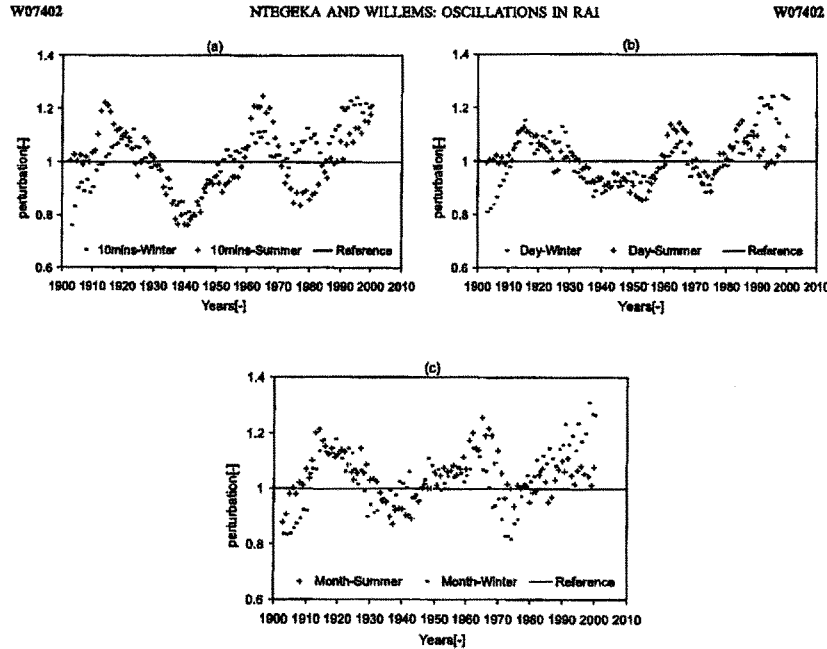 W07402 NTEGEKA AND WILLEMS: OSCILLATIONS IN RAI W07402
(a)
1.4
1.2
1
0.8
0.6
perturbation[-]
10mins-Winter 10mins-Summer Reference
1900 1910 1920 1930 1940 1950 1960 1970 1980 1990 2000 2010
Years[-]
(b)
1.4
1.2
1
0.8
0.6
perturbation[-]
Day-Winter Day-Summer Reference
1900 1910 1920 1930 1940 1950 1960 1970 1980 1990 2000 2010
Years[-]
(c)
1.4
1.2
1
0.8
0.6
perturbation[-]
Month-Summer Month-Winter Reference
1900 1910 1920 1930 1940 1950 1960 1970 1980 1990 2000 2010
Years[-]